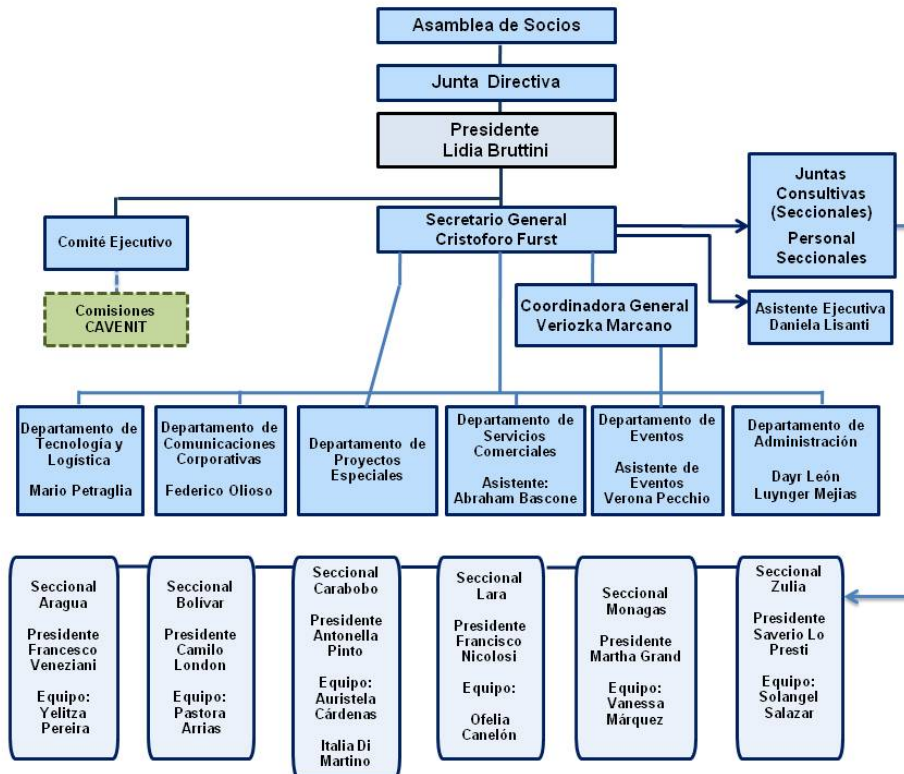 Asamblea de Socios
Junta Directiva
Presidente
Lidia Bruttini
Comité Ejecutivo
Secretario General
Cristoforo Furst
Juntas
Consultivas
(Seccionales)
Personal
Seccionales
Comisiones
CAVENIT
Coordinadora General
Veriozka Marcano
Asistente Ejecutiva
Daniela Lisanti
Departamento de
Tecnología y
Logística
Mario Petraglia
Departamento de
Comunicaciones
Corporativas
Federico Olioso
Departamento de
Proyectos
Especiales
Departamento de
Servicios
Comerciales
Asistente:
Abraham Bascone
Departamento de
Eventos
Asistente de
Eventos
Verona Pecchio
Departamento de
Administración
Dayr León
Luynger Mejias
Seccional
Aragua
Presidente
Francesco
Veneziani
Equipo:
Yelitza
Pereira
Seccional
Bolívar
Presidente
Camilo
London
Equipo:
Pastora
Arrias
Seccional
Carabobo
Presidente
Antonella
Pinto
Equipo:
Auristela
Cárdenas
Italia Di
Martino
Seccional
Lara
Presidente
Francisco
Nicolosi
Equipo:
Ofelia
Canelón
Seccional
Monagas
Presidente
Martha Grand
Equipo:
Vanessa
Márquez
Seccional
Zulia
Presidente
Saverio Lo
Presti
Equipo:
Solangel
Salazar